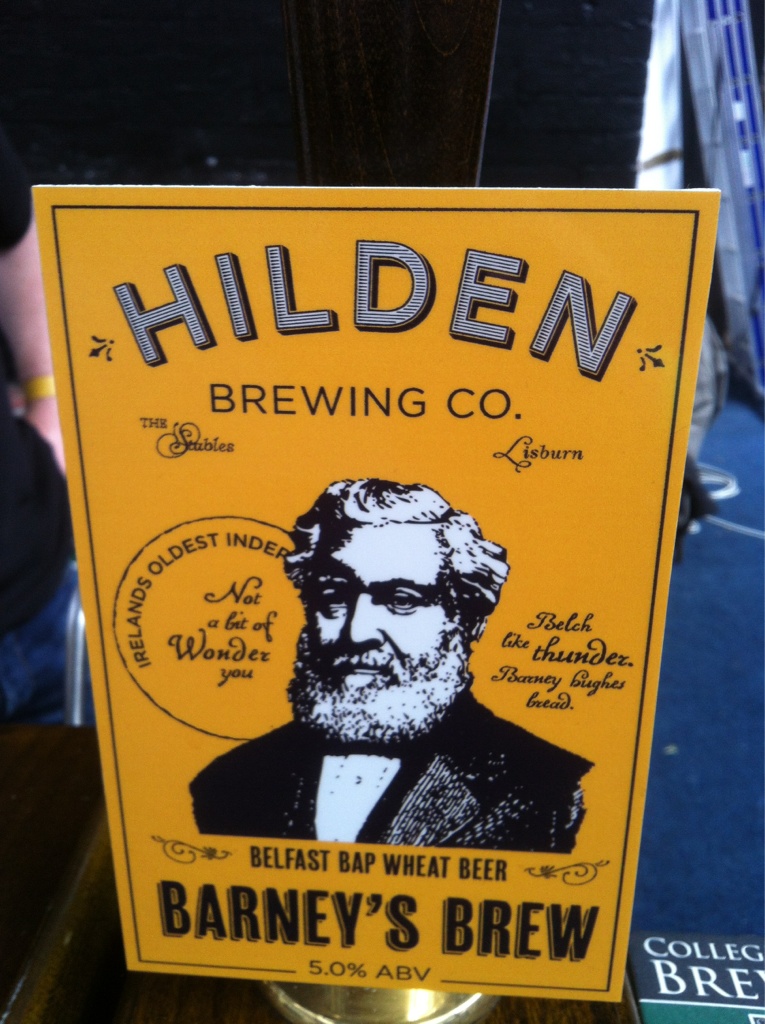 HILDEN
BREWING CO.
THE
Stables
Lisburn
IRELANDS OLDEST INDE
Not
a bit of
Wonder
you
Belch
like thunder.
Barney hughes
bread.
BELFAST BAP WHEAT BEER
BARNEY'S BREW
5.0% ABV
COLLEG
BRE